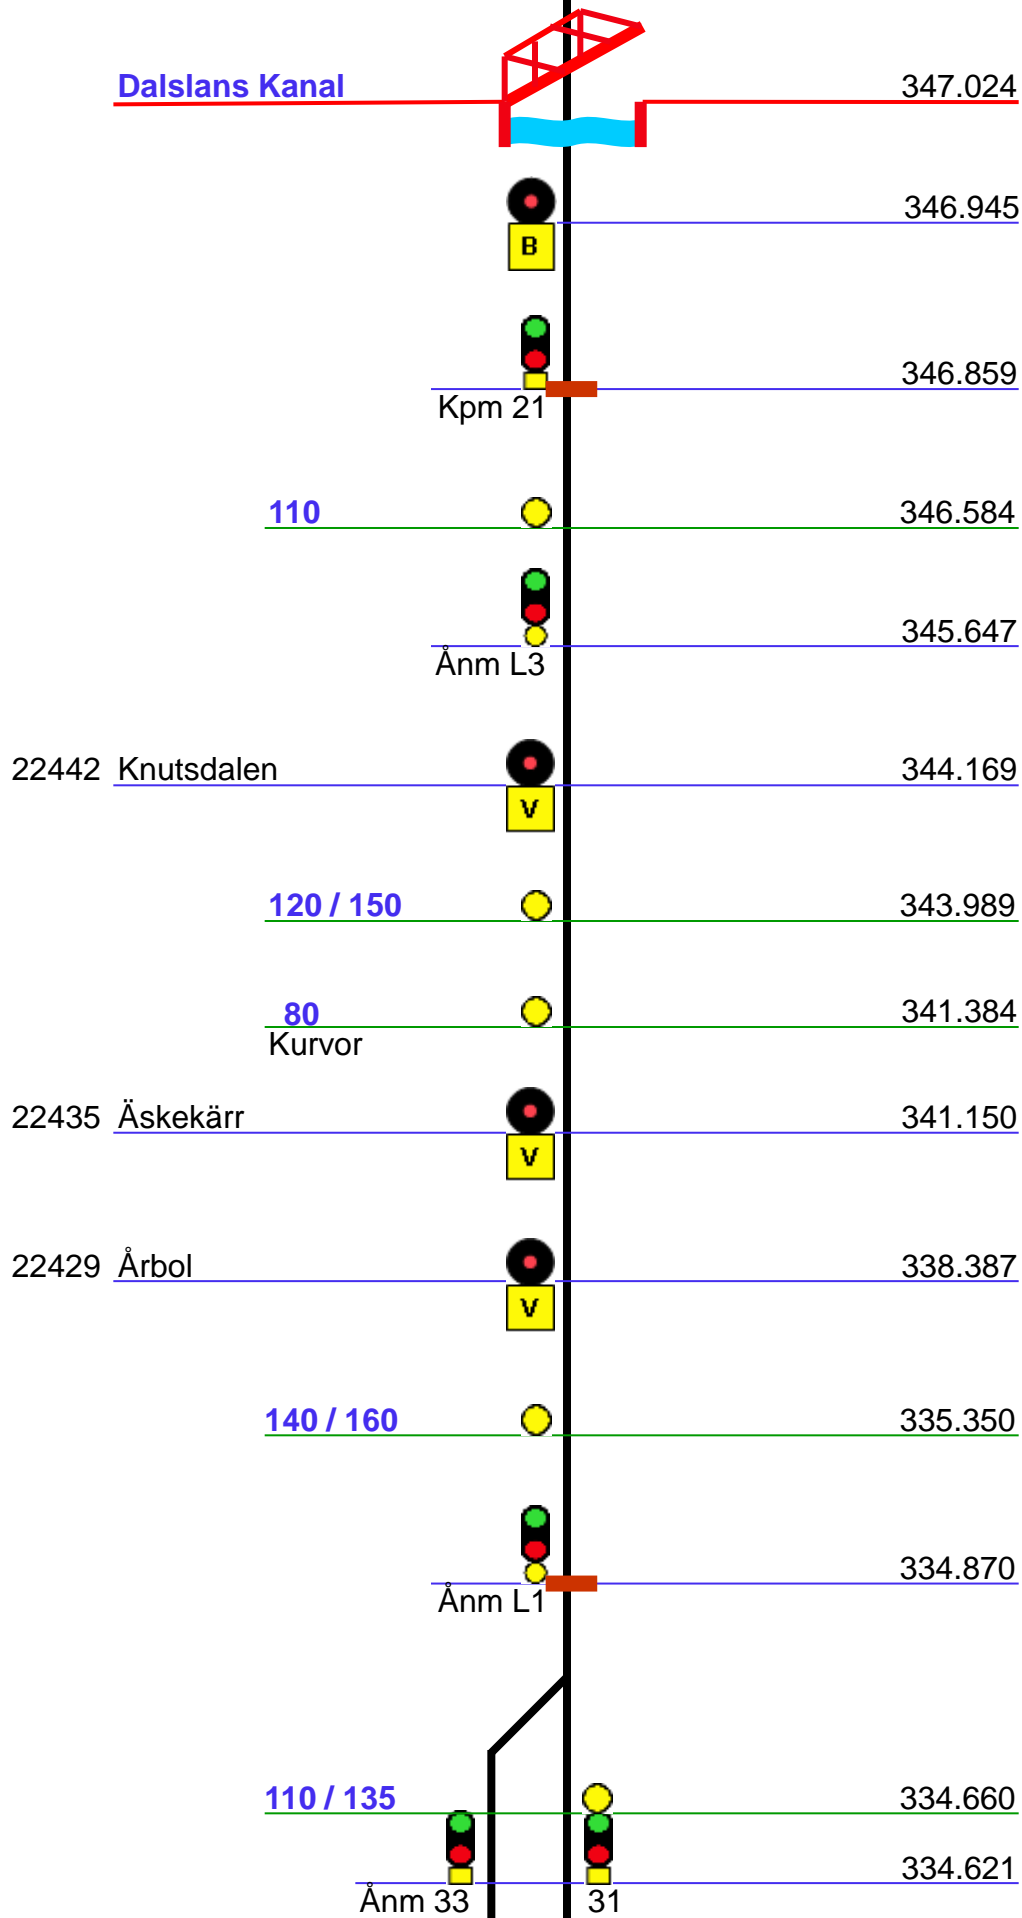 Dalslans Kanal 347.024
346.945
B
346.859
Kpm 21
110 346.584
345.647
Ånm L3
22442 Knutsdalen 344.169
V
120 / 150 343.989
80 341.384
Kurvor
22435 Äskekärr 341.150
V
22429 Årbol 338.387
V
140 / 160 335.350
334.870
Ånm L1
110 / 135 334.660
334.621
Ånm 33 31